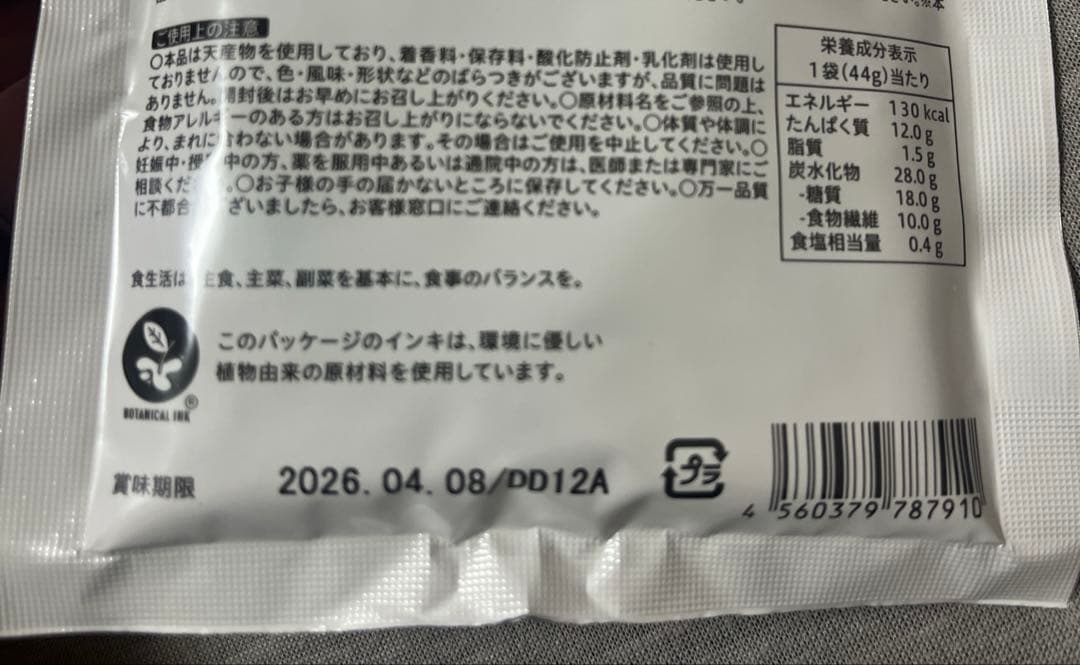 ご使用上の注意
〇本品は天産物を使用しており、着香料・保存料・酸化防止剤・乳化剤は使用し
ておりませんので、色・風味・形状などのばらつきがございますが、品質に問題は
ありません。開封後はお早めにお召し上がりください。〇原材料名をご参照の上、
食物アレルギーのある方はお召し上がりにならないでください。〇体質や体調に
より、まれに合わない場合があります。その場合はご使用を中止してください。〇
妊娠中・授 中の方、薬を服用中あるいは通院中の方は、医師または専門家にご
相談くだ 。〇お子様の手の届かないところに保存してください。〇万一品質
に不都合 ざいましたら、お客様窓口にご連絡ください。
栄養成分表示
1袋(44g)当たり
エネルギー 130 kcal
たんぱく質 12.0 g
脂質 1.5 g
炭水化物 28.0 g
-糖質 18.0 g
-食物繊維 10.0 g
食塩相当量 0.4 g
食生活は、主食、主菜、副菜を基本に、食事のバランスを。
このパッケージのインキは、環境に優しい
植物由来の原材料を使用しています。
BOTANICAL INK®
賞味期限 2026.04.08/DD12A
プラ
4 560379 787910